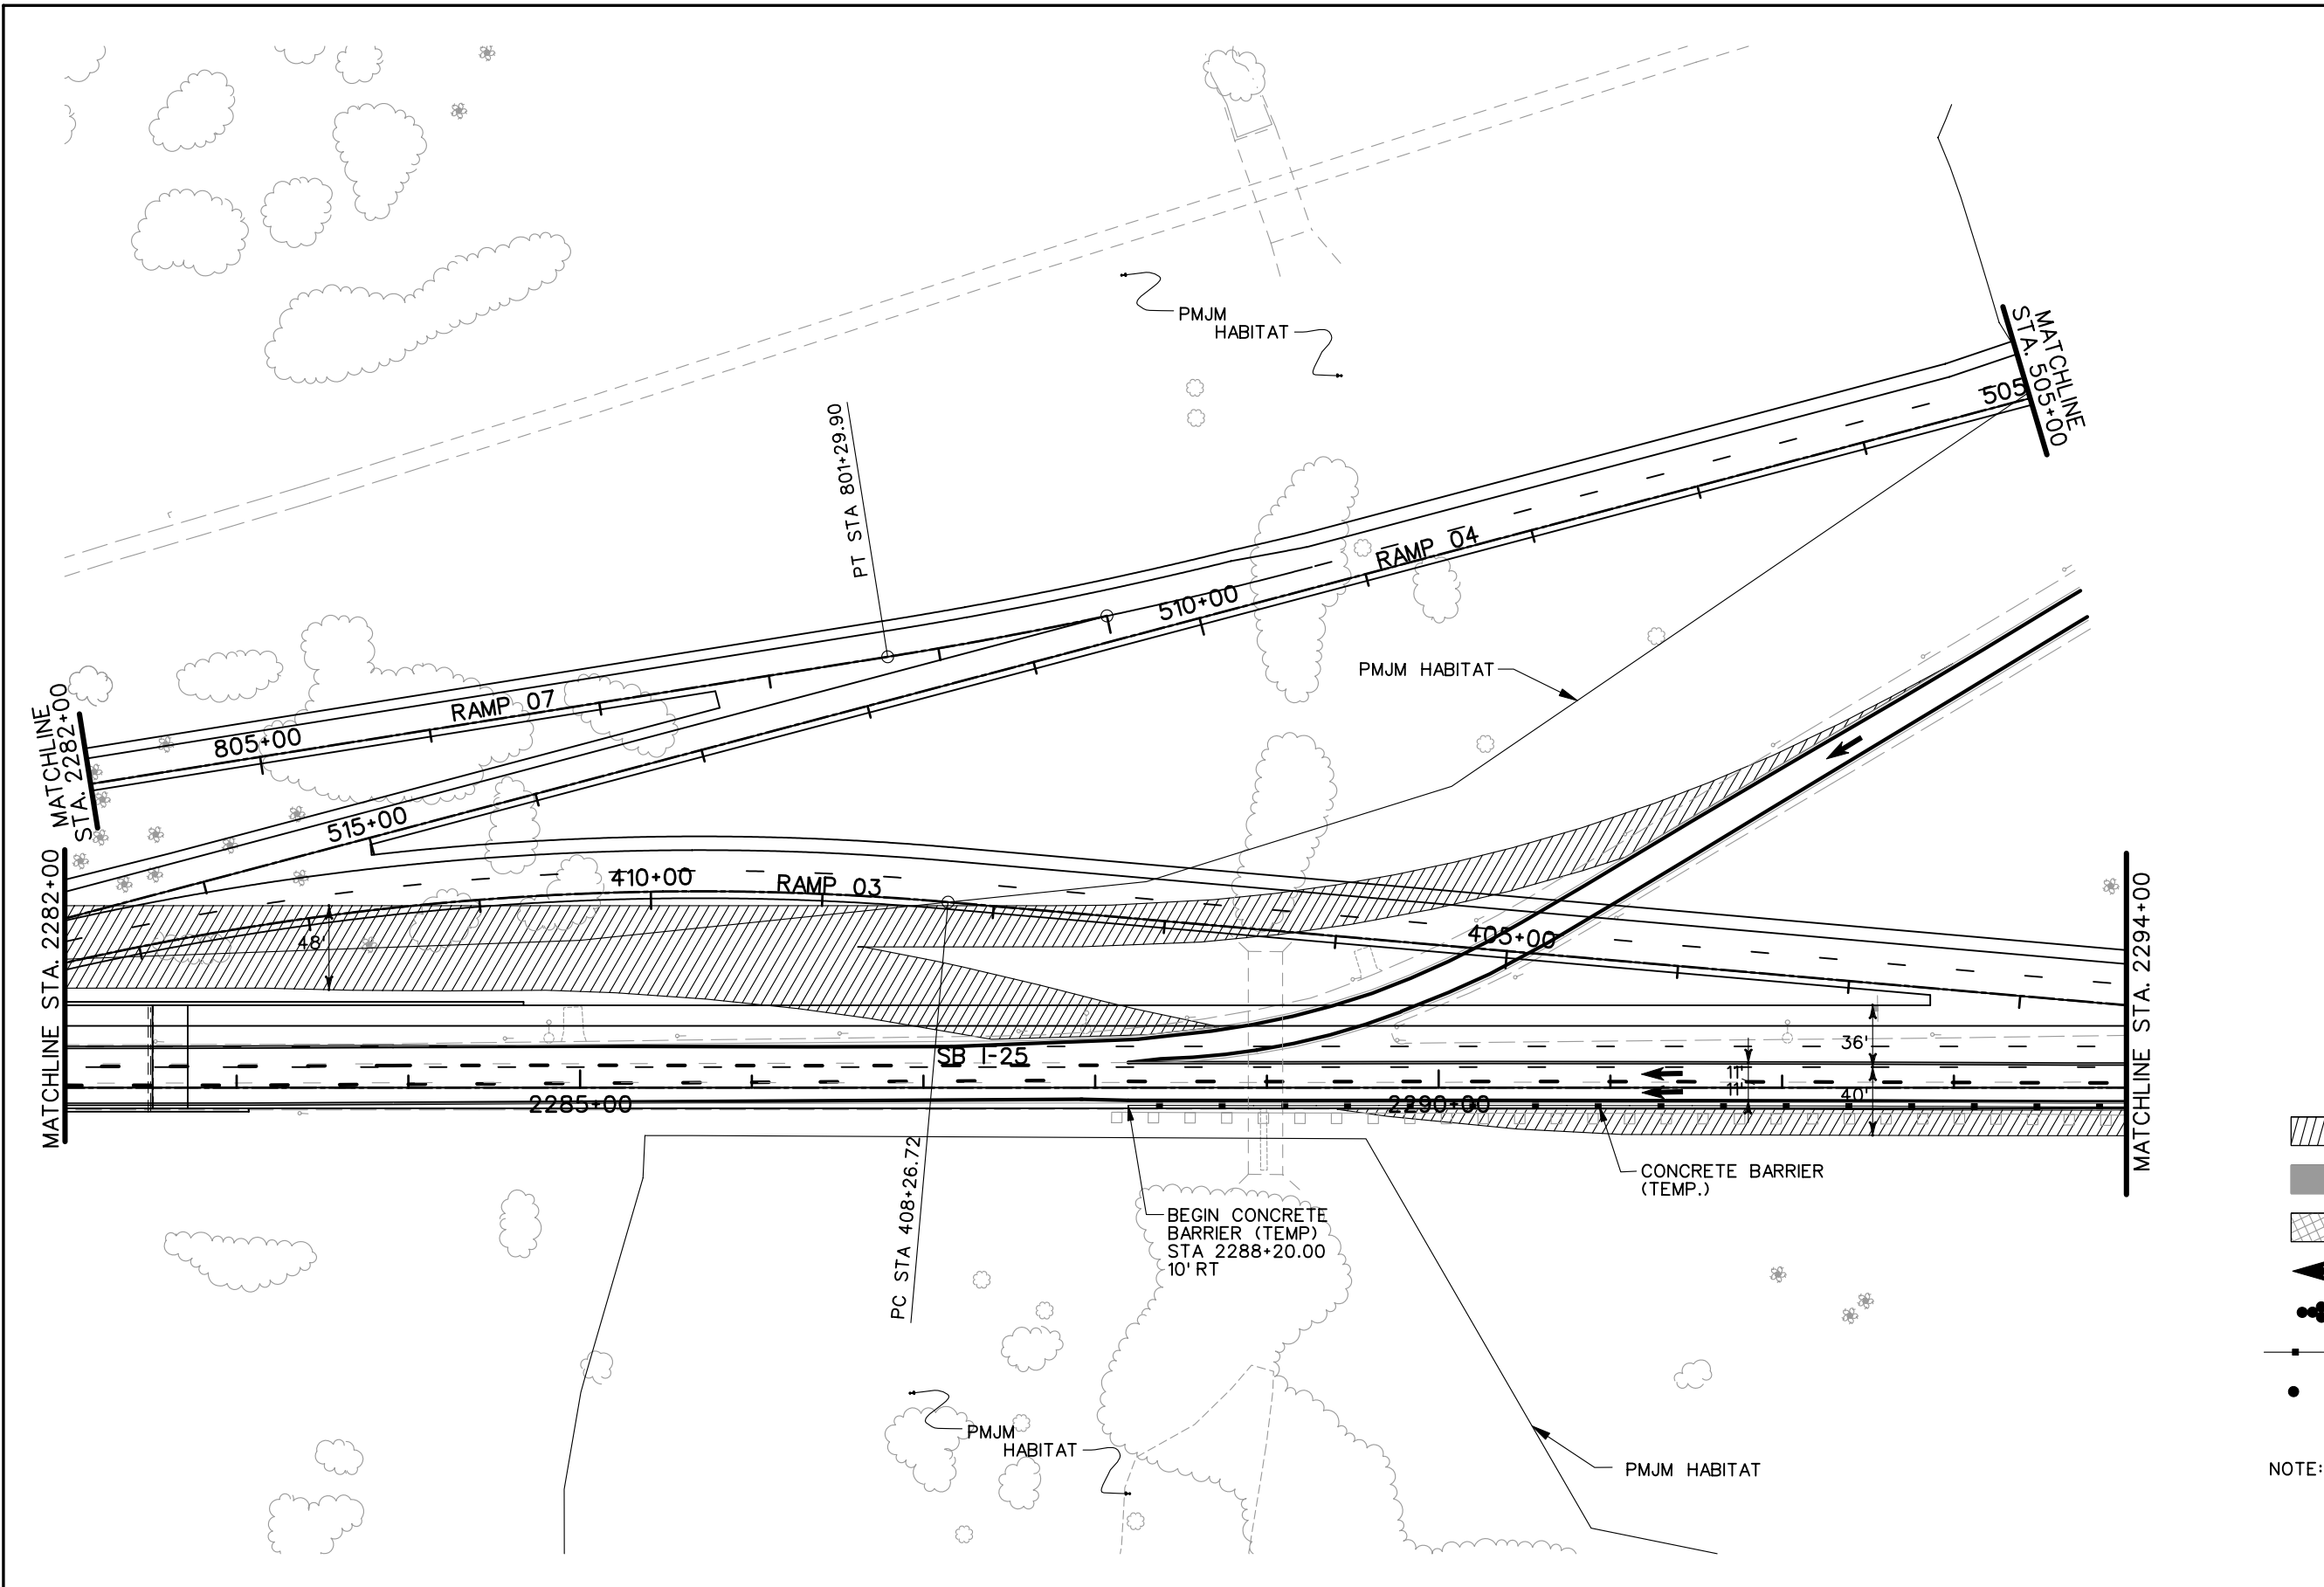 PMJM
HABITAT
MATCHLINE
STA. 505+00
505
PT STA 801+29.90
RAMP 04
510+00
PMJM HABITAT
MATCHLINE
STA. 2282+00
RAMP 07
805+00
515+00
410+00
RAMP 03
MATCHLINE STA. 2282+00
48'
405+00
MATCHLINE STA. 2294+00
SB I-25
36'
11'
11'
40'
2285+00
2290+00
CONCRETE BARRIER
(TEMP.)
PC STA 408+26.72
BEGIN CONCRETE
BARRIER (TEMP)
STA 2288+20.00
10' RT
PMJM
HABITAT
PMJM HABITAT
NOTE: